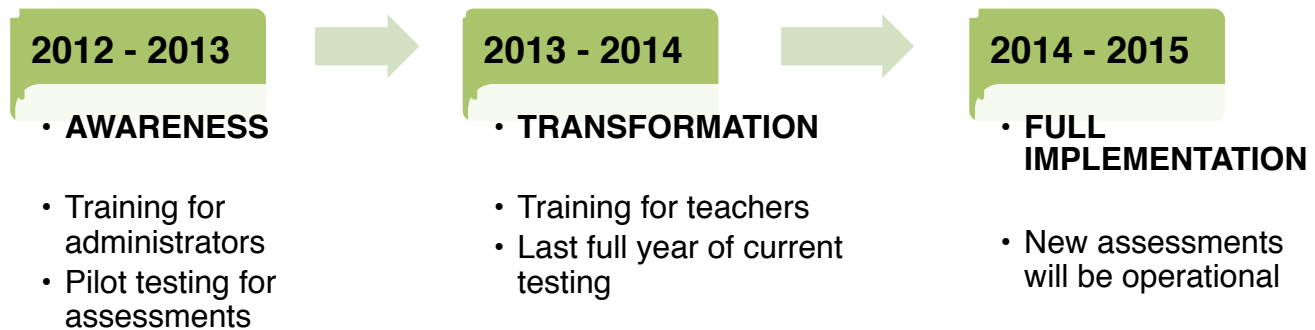 2012 - 2013
• AWARENESS
• Training for
administrators
• Pilot testing for
assessments
2013 - 2014
• TRANSFORMATION
• Training for teachers
• Last full year of current
testing
2014 - 2015
• FULL
IMPLEMENTATION
• New assessments
will be operational